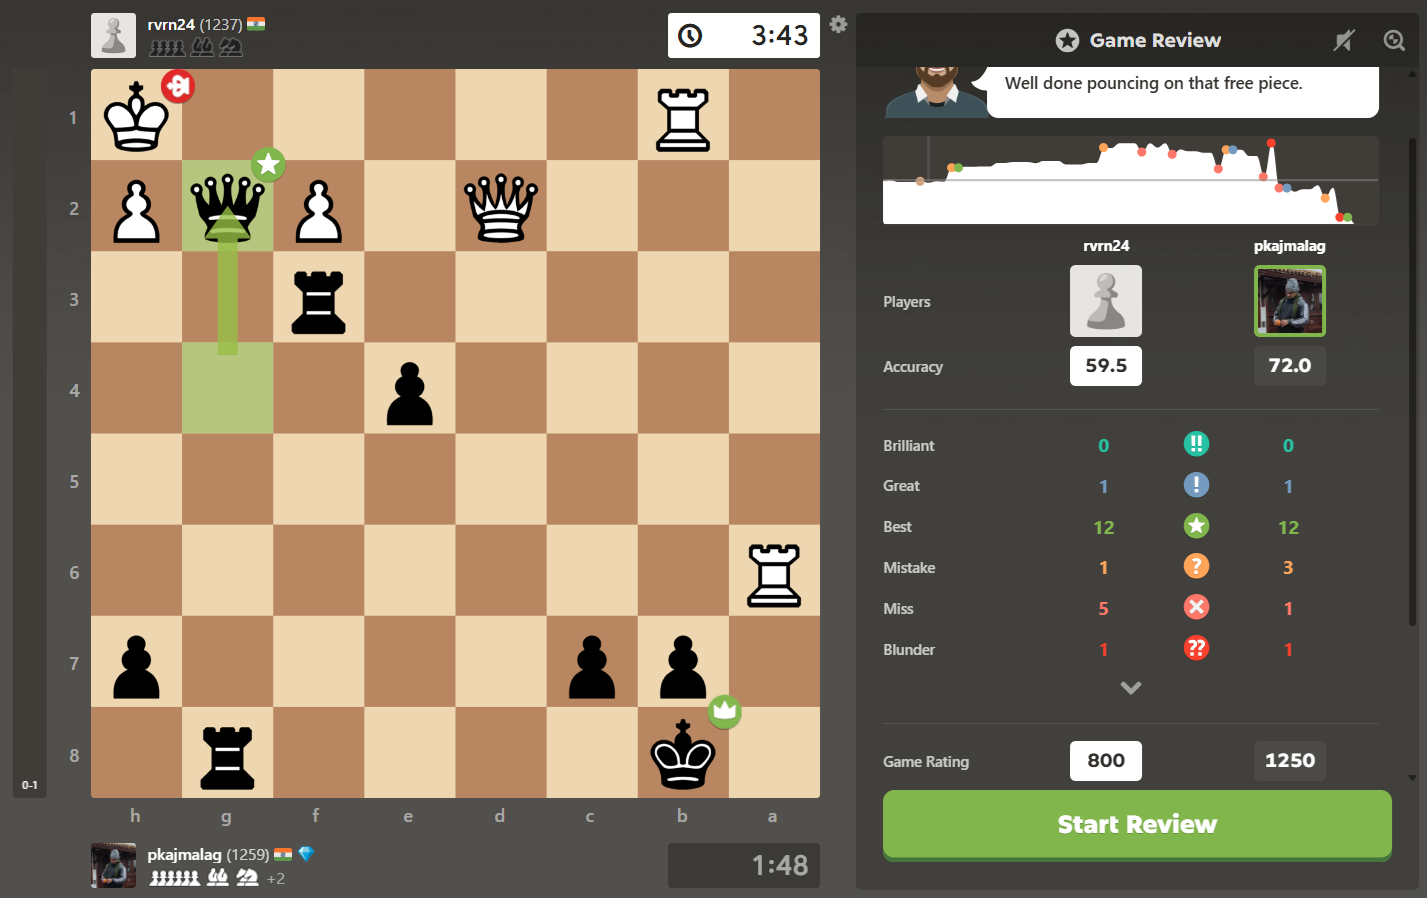 rvrn24 (1237)
3:43
1
2
3
4
5
6
7
8
0-1
h g f e d c b a
pkajmalag (1259)
+2
1:48
Game Review
Well done pouncing on that free piece.
rvrn24 pkajmalag
Players
Accuracy 59.5 72.0
Brilliant 0 !! 0
Great 1 ! 1
Best 12 12
Mistake 1 ? 3
Miss 5 1
Blunder 1 ?? 1
Game Rating 800 1250
Start Review